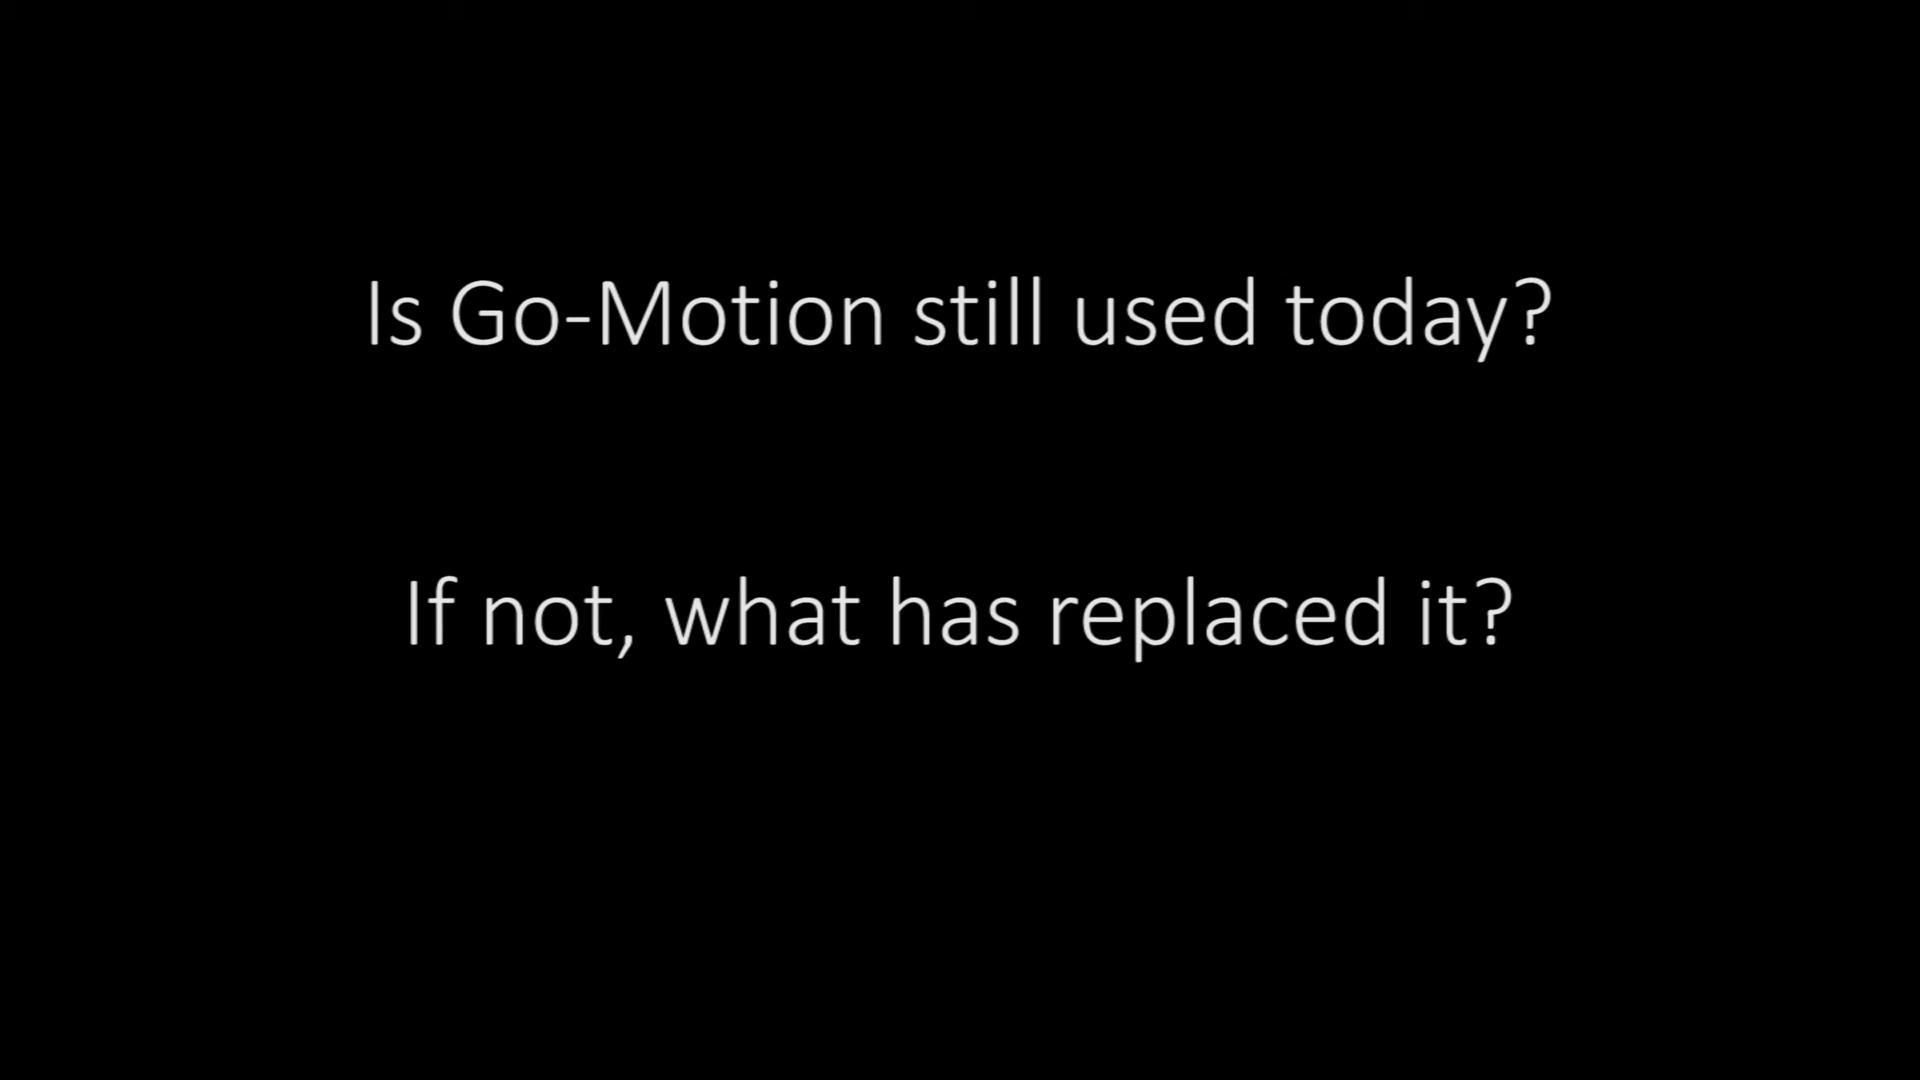 Is Go-Motion still used today?
If not, what has replaced it?